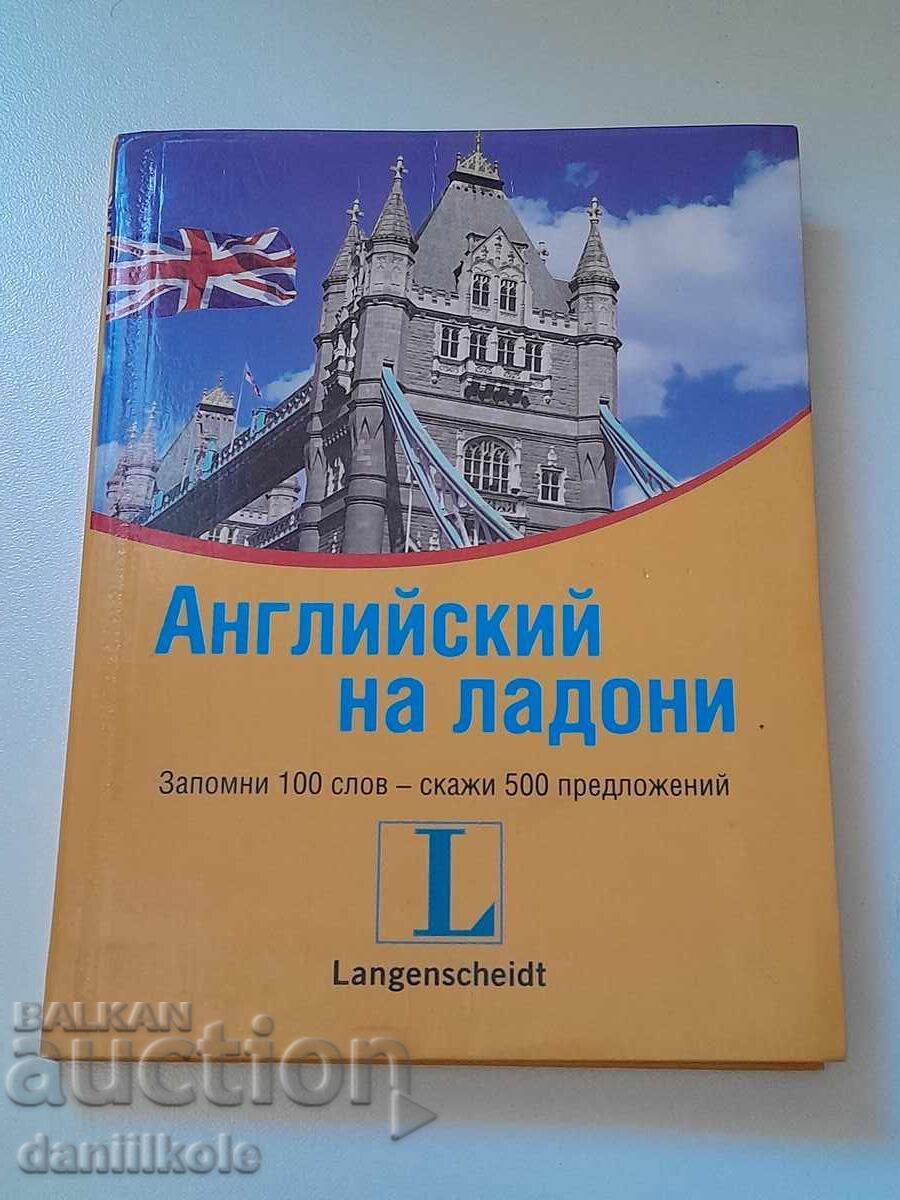 Английский
на ладони
Запомни 100 слов – скажи 500 предложений
L
Langenscheidt
BALKAN
auction
daniilkole